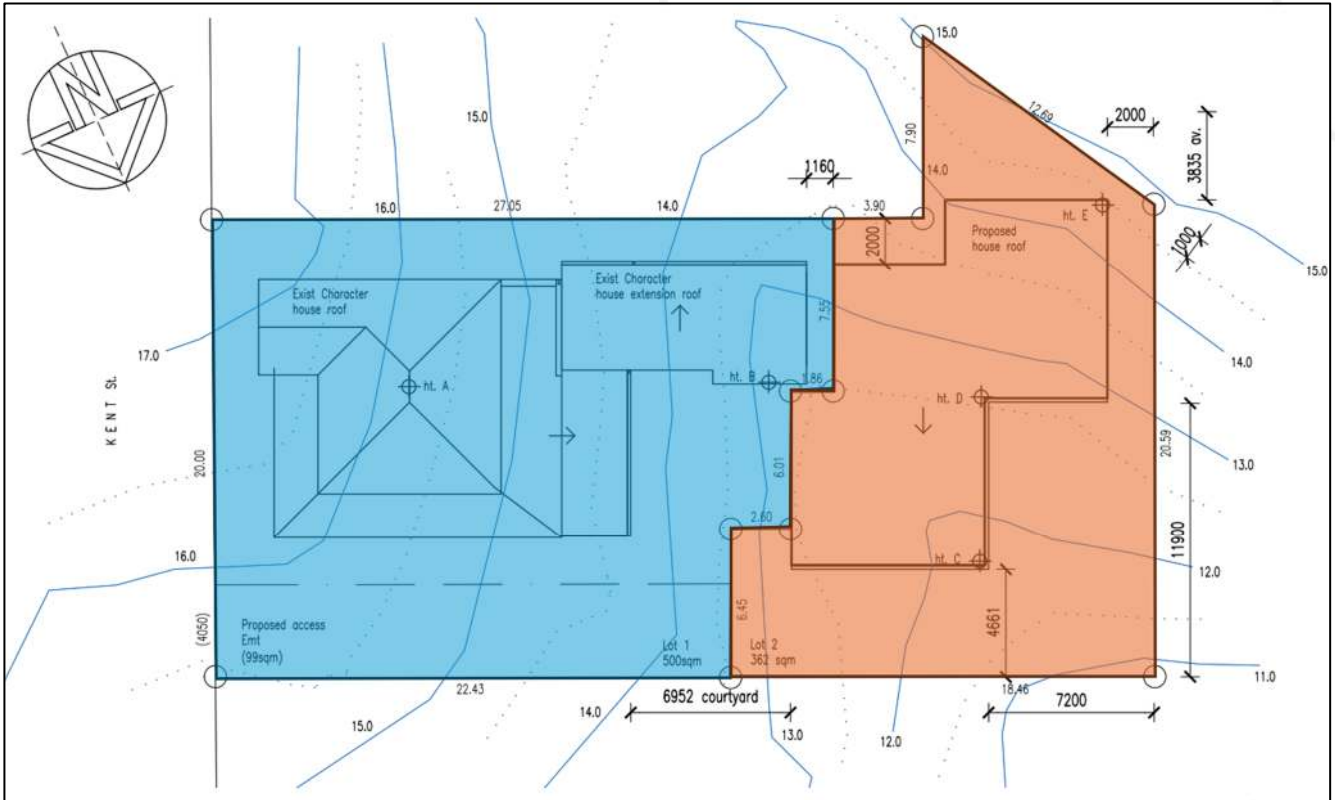 N
15.0
12.69
2000
3835 av.
7.90
15.0
1160
14.0
16.0
27.05
14.0
3.90
2000
ht. E
Proposed
house roof
1000
15.0
Exist Character
house roof
Exist Character
house extension roof
7.55
17.0
14.0
KENT St.
ht. A
ht. B
1.86
ht. D
20.00
6.01
20.59
13.0
2.60
11900
16.0
ht. C
12.0
(4050)
Proposed access
Emt
(99sqm)
6.45
4661
Lot 1
500sqm
Lot 2
362 sqm
11.0
22.43
6952 courtyard
18.46
7200
15.0
14.0
13.0
12.0